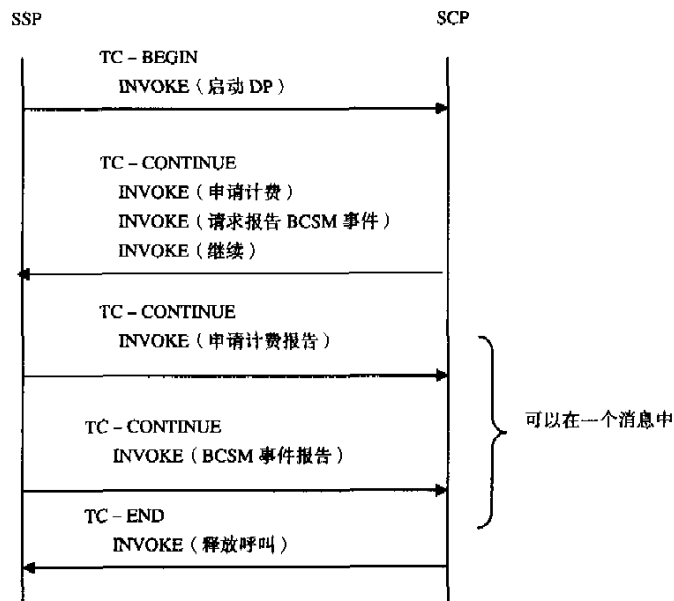 SSP SCP
TC – BEGIN
INVOKE（启动 DP）
TC – CONTINUE
INVOKE（申请计费）
INVOKE（请求报告 BCSM 事件）
INVOKE（继续）
TC – CONTINUE
INVOKE（申请计费报告）
可以在一个消息中
TC – CONTINUE
INVOKE（BCSM 事件报告）
TC – END
INVOKE（释放呼叫）